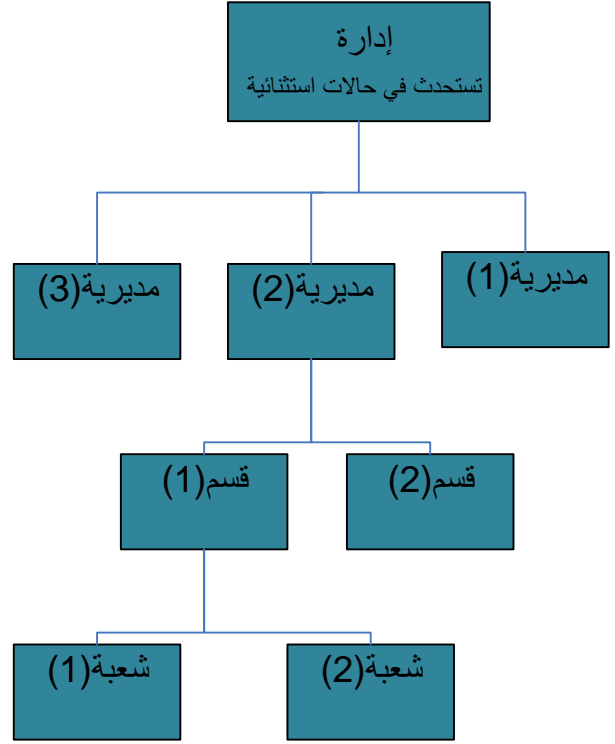 إدارة
تستحدث في حالات استثنائية
مديرية(1)
مديرية(2)
مديرية(3)
قسم(2)
قسم(1)
شعبة(2)
شعبة(1)